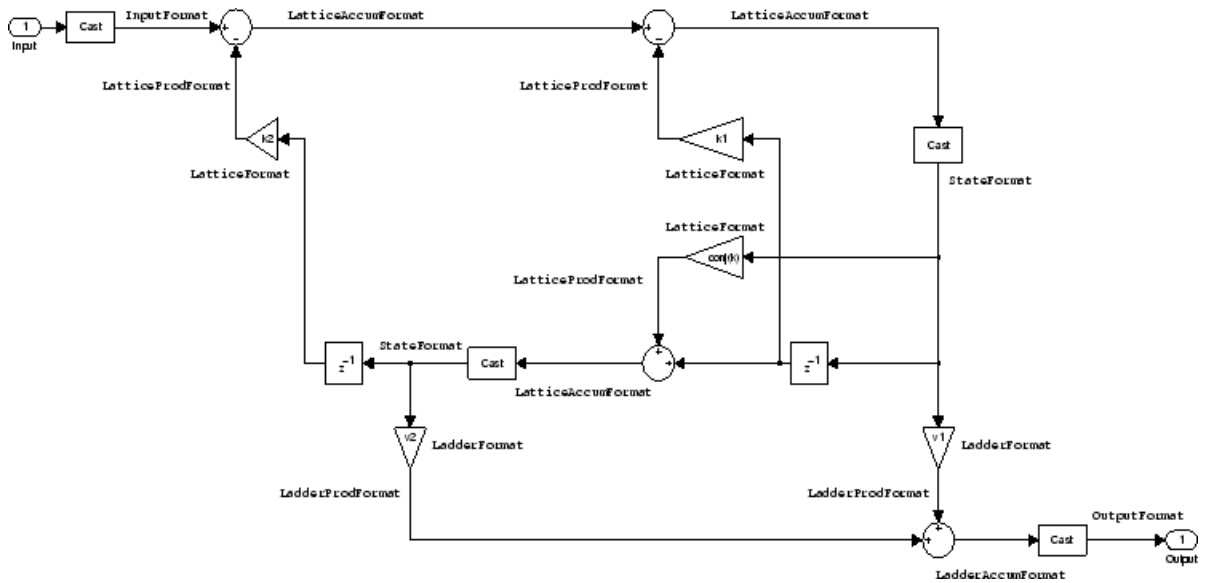 1
Input
Cast
InputFormat
+
−
LatticeAccumFormat
+
−
LatticeAccumFormat
LatticeProdFormat
LatticeProdFormat
k2
k1
Cast
LatticeFormat
LatticeFormat
StateFormat
LatticeFormat
conj(k)
LatticeProdFormat
StateFormat
z-1
Cast
+
+
z-1
LatticeAccumFormat
v2
LadderFormat
v1
LadderFormat
LadderProdFormat
LadderProdFormat
+
+
Cast
OutputFormat
1
Output
LadderAccumFormat